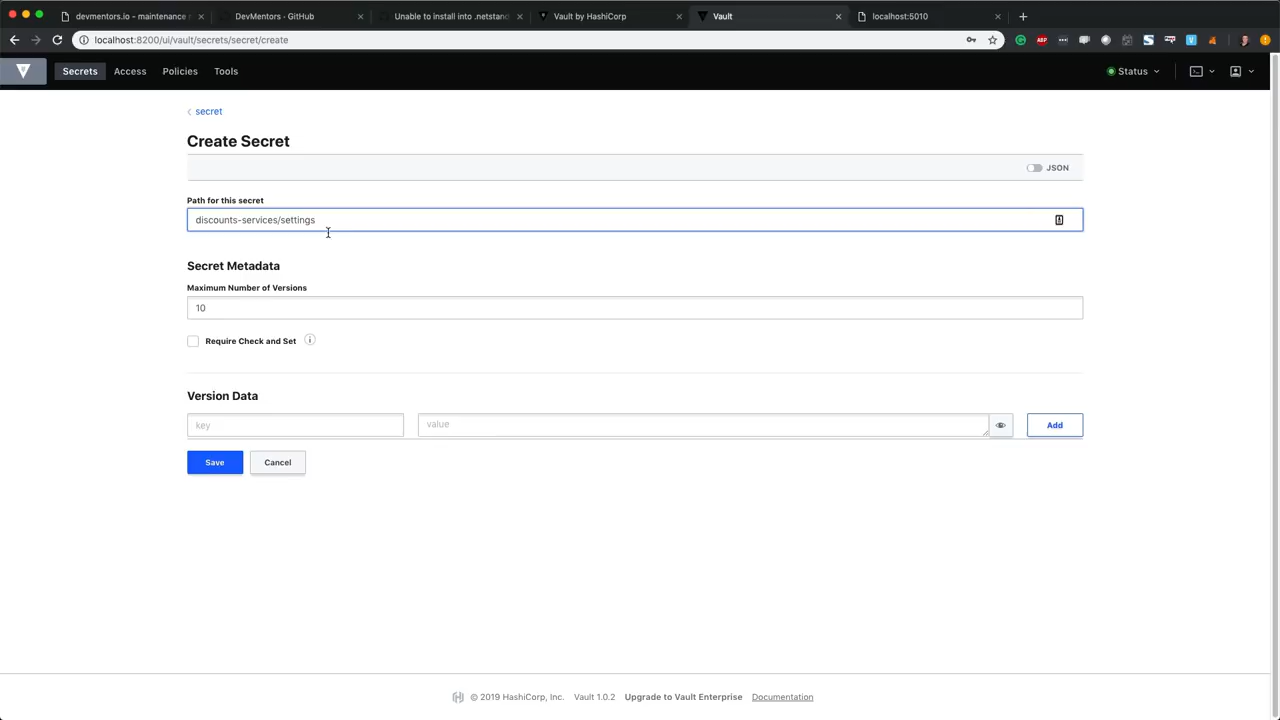 devmentors.io - maintenance
DevMentors · GitHub
Unable to install into .netstand
Vault by HashiCorp
Vault
localhost:5010
localhost:8200/ui/vault/secrets/secret/create
ABP
Secrets
Access
Policies
Tools
Status
secret
Create Secret
JSON
Path for this secret
discounts-services/settings
Secret Metadata
Maximum Number of Versions
10
Require Check and Set
Version Data
key
value
Add
Save
Cancel
© 2019 HashiCorp, Inc.
Vault 1.0.2
Upgrade to Vault Enterprise
Documentation